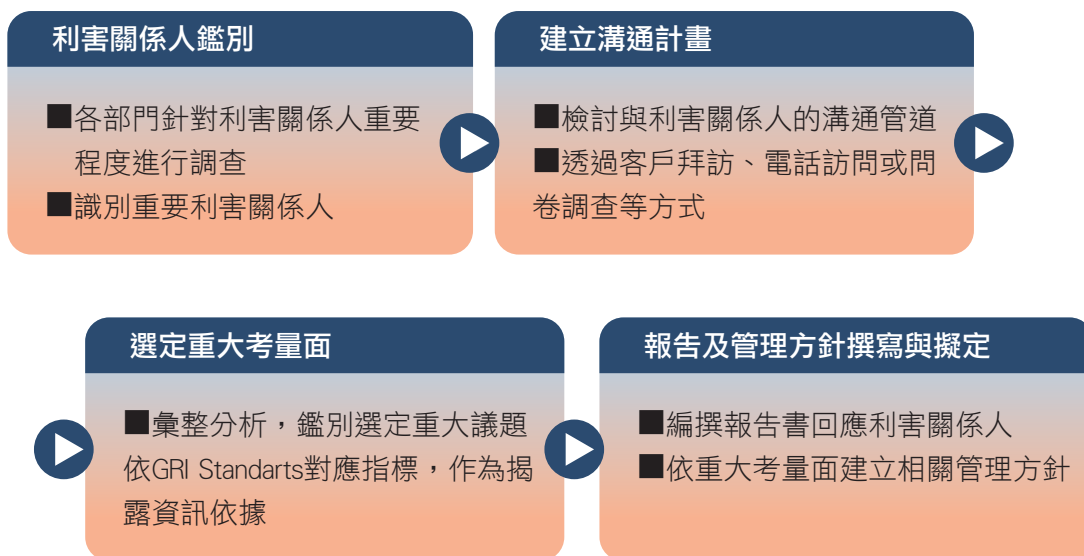 利害關係人鑑別
■各部門針對利害關係人重要
程度進行調查
■識別重要利害關係人
建立溝通計畫
■檢討與利害關係人的溝通管道
■透過客戶拜訪、電話訪問或問
卷調查等方式
選定重大考量面
■彙整分析，鑑別選定重大議題
依GRI Standarts對應指標，作為揭
露資訊依據
報告及管理方針撰寫與擬定
■編撰報告書回應利害關係人
■依重大考量面建立相關管理方針